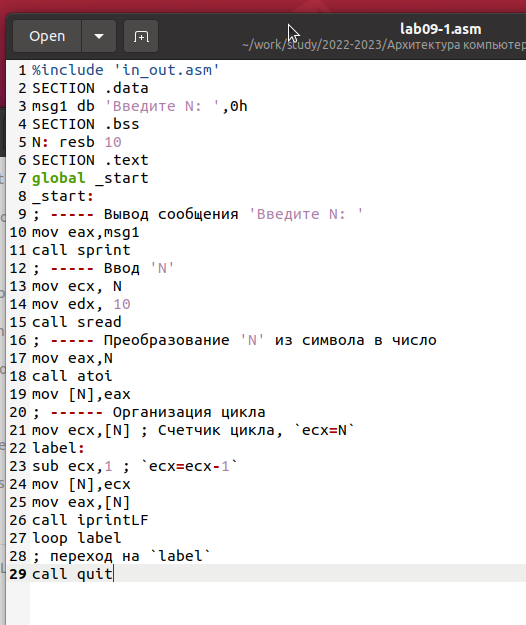 Open
lab09-1.asm
~/work/study/2022-2023/Архитектура
1 %include 'in_out.asm'
2 SECTION .data
3 msg1 db 'Введите N: ',0h
4 SECTION .bss
5 N: resb 10
6 SECTION .text
7 global _start
8 _start:
9 ; ----- Вывод сообщения 'Введите N: '
10 mov eax,msg1
11 call sprint
12 ; ----- Ввод 'N'
13 mov ecx, N
14 mov edx, 10
15 call sread
16 ; ----- Преобразование 'N' из символа в число
17 mov eax,N
18 call atoi
19 mov [N],eax
20 ; ------ Организация цикла
21 mov ecx,[N] ; Счетчик цикла, `ecx=N`
22 label:
23 sub ecx,1 ; `ecx=ecx-1`
24 mov [N],ecx
25 mov eax,[N]
26 call iprintLF
27 loop label
28 ; переход на `label`
29 call quit